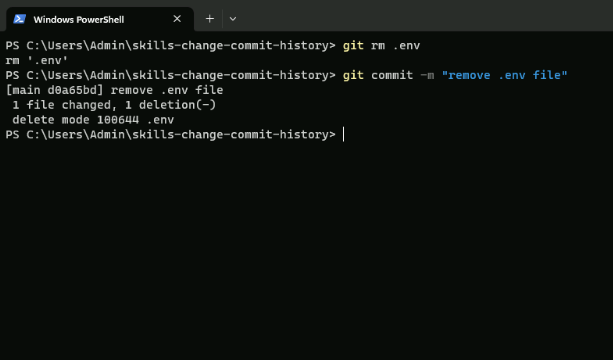 Windows PowerShell
PS C:\Users\Admin\skills-change-commit-history> git rm .env
rm '.env'
PS C:\Users\Admin\skills-change-commit-history> git commit -m "remove .env file"
[main d0a65bd] remove .env file
 1 file changed, 1 deletion(-)
 delete mode 100644 .env
PS C:\Users\Admin\skills-change-commit-history>